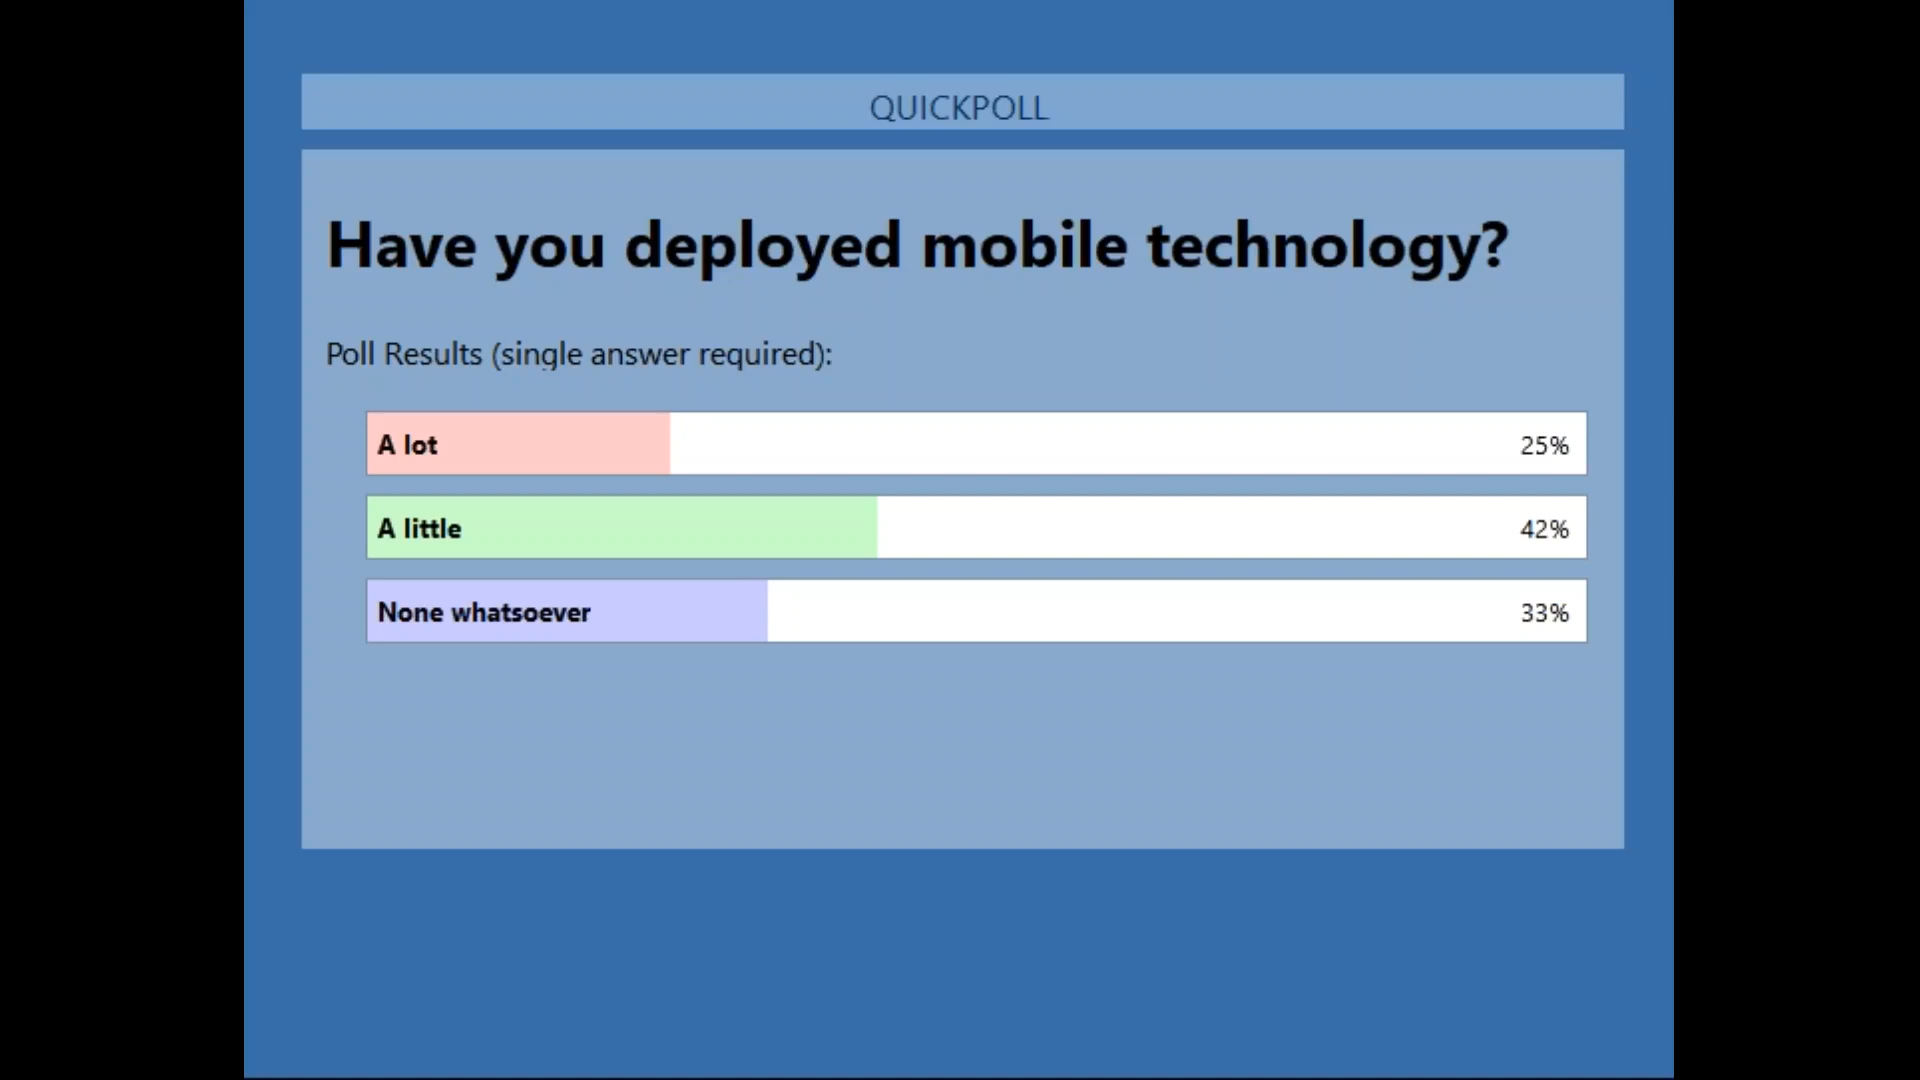 QUICKPOLL
Have you deployed mobile technology?
Poll Results (single answer required):
A lot 25%
A little 42%
None whatsoever 33%